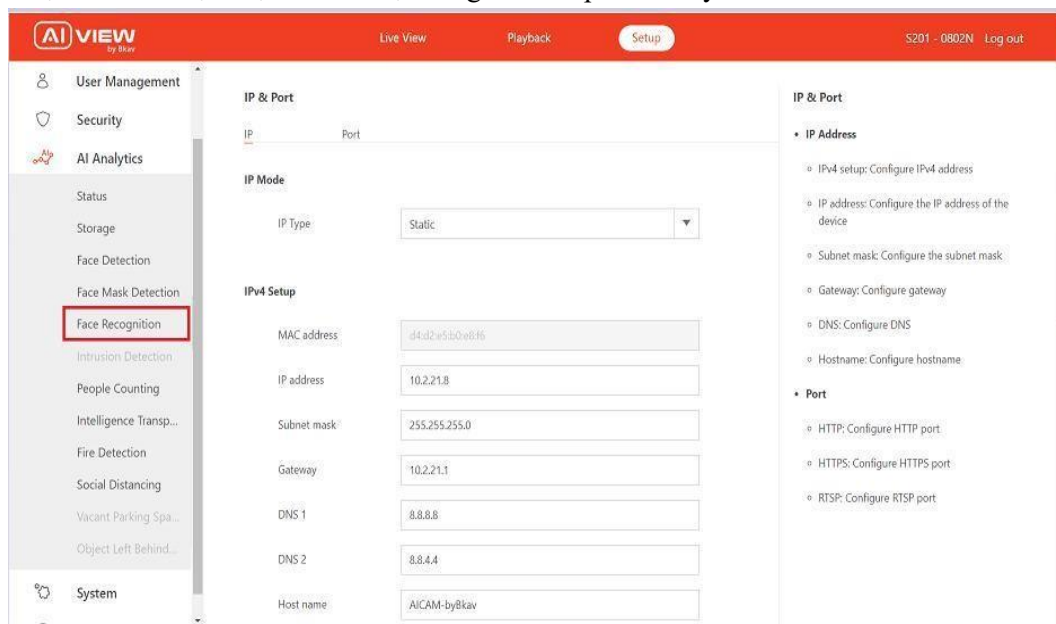 AI VIEW
by Bkav
Live View
Playback
Setup
S201 - 0802N
Log out
User Management
Security
AI Analytics
Status
Storage
Face Detection
Face Mask Detection
Face Recognition
Intrusion Detection
People Counting
Intelligence Transp...
Fire Detection
Social Distancing
Vacant Parking Spa...
Object Left Behind...
System
IP & Port
IP
Port
IP Mode
IP Type
Static
IPv4 Setup
MAC address
d4:d2:e5:b0:e8:f6
IP address
10.2.21.8
Subnet mask
255.255.255.0
Gateway
10.2.21.1
DNS 1
8.8.8.8
DNS 2
8.8.4.4
Host name
AICAM-byBkav
IP & Port
• IP Address
IPv4 setup: Configure IPv4 address
IP address: Configure the IP address of the
device
Subnet mask: Configure the subnet mask
Gateway: Configure gateway
DNS: Configure DNS
Hostname: Configure hostname
• Port
HTTP: Configure HTTP port
HTTPS: Configure HTTPS port
RTSP: Configure RTSP port